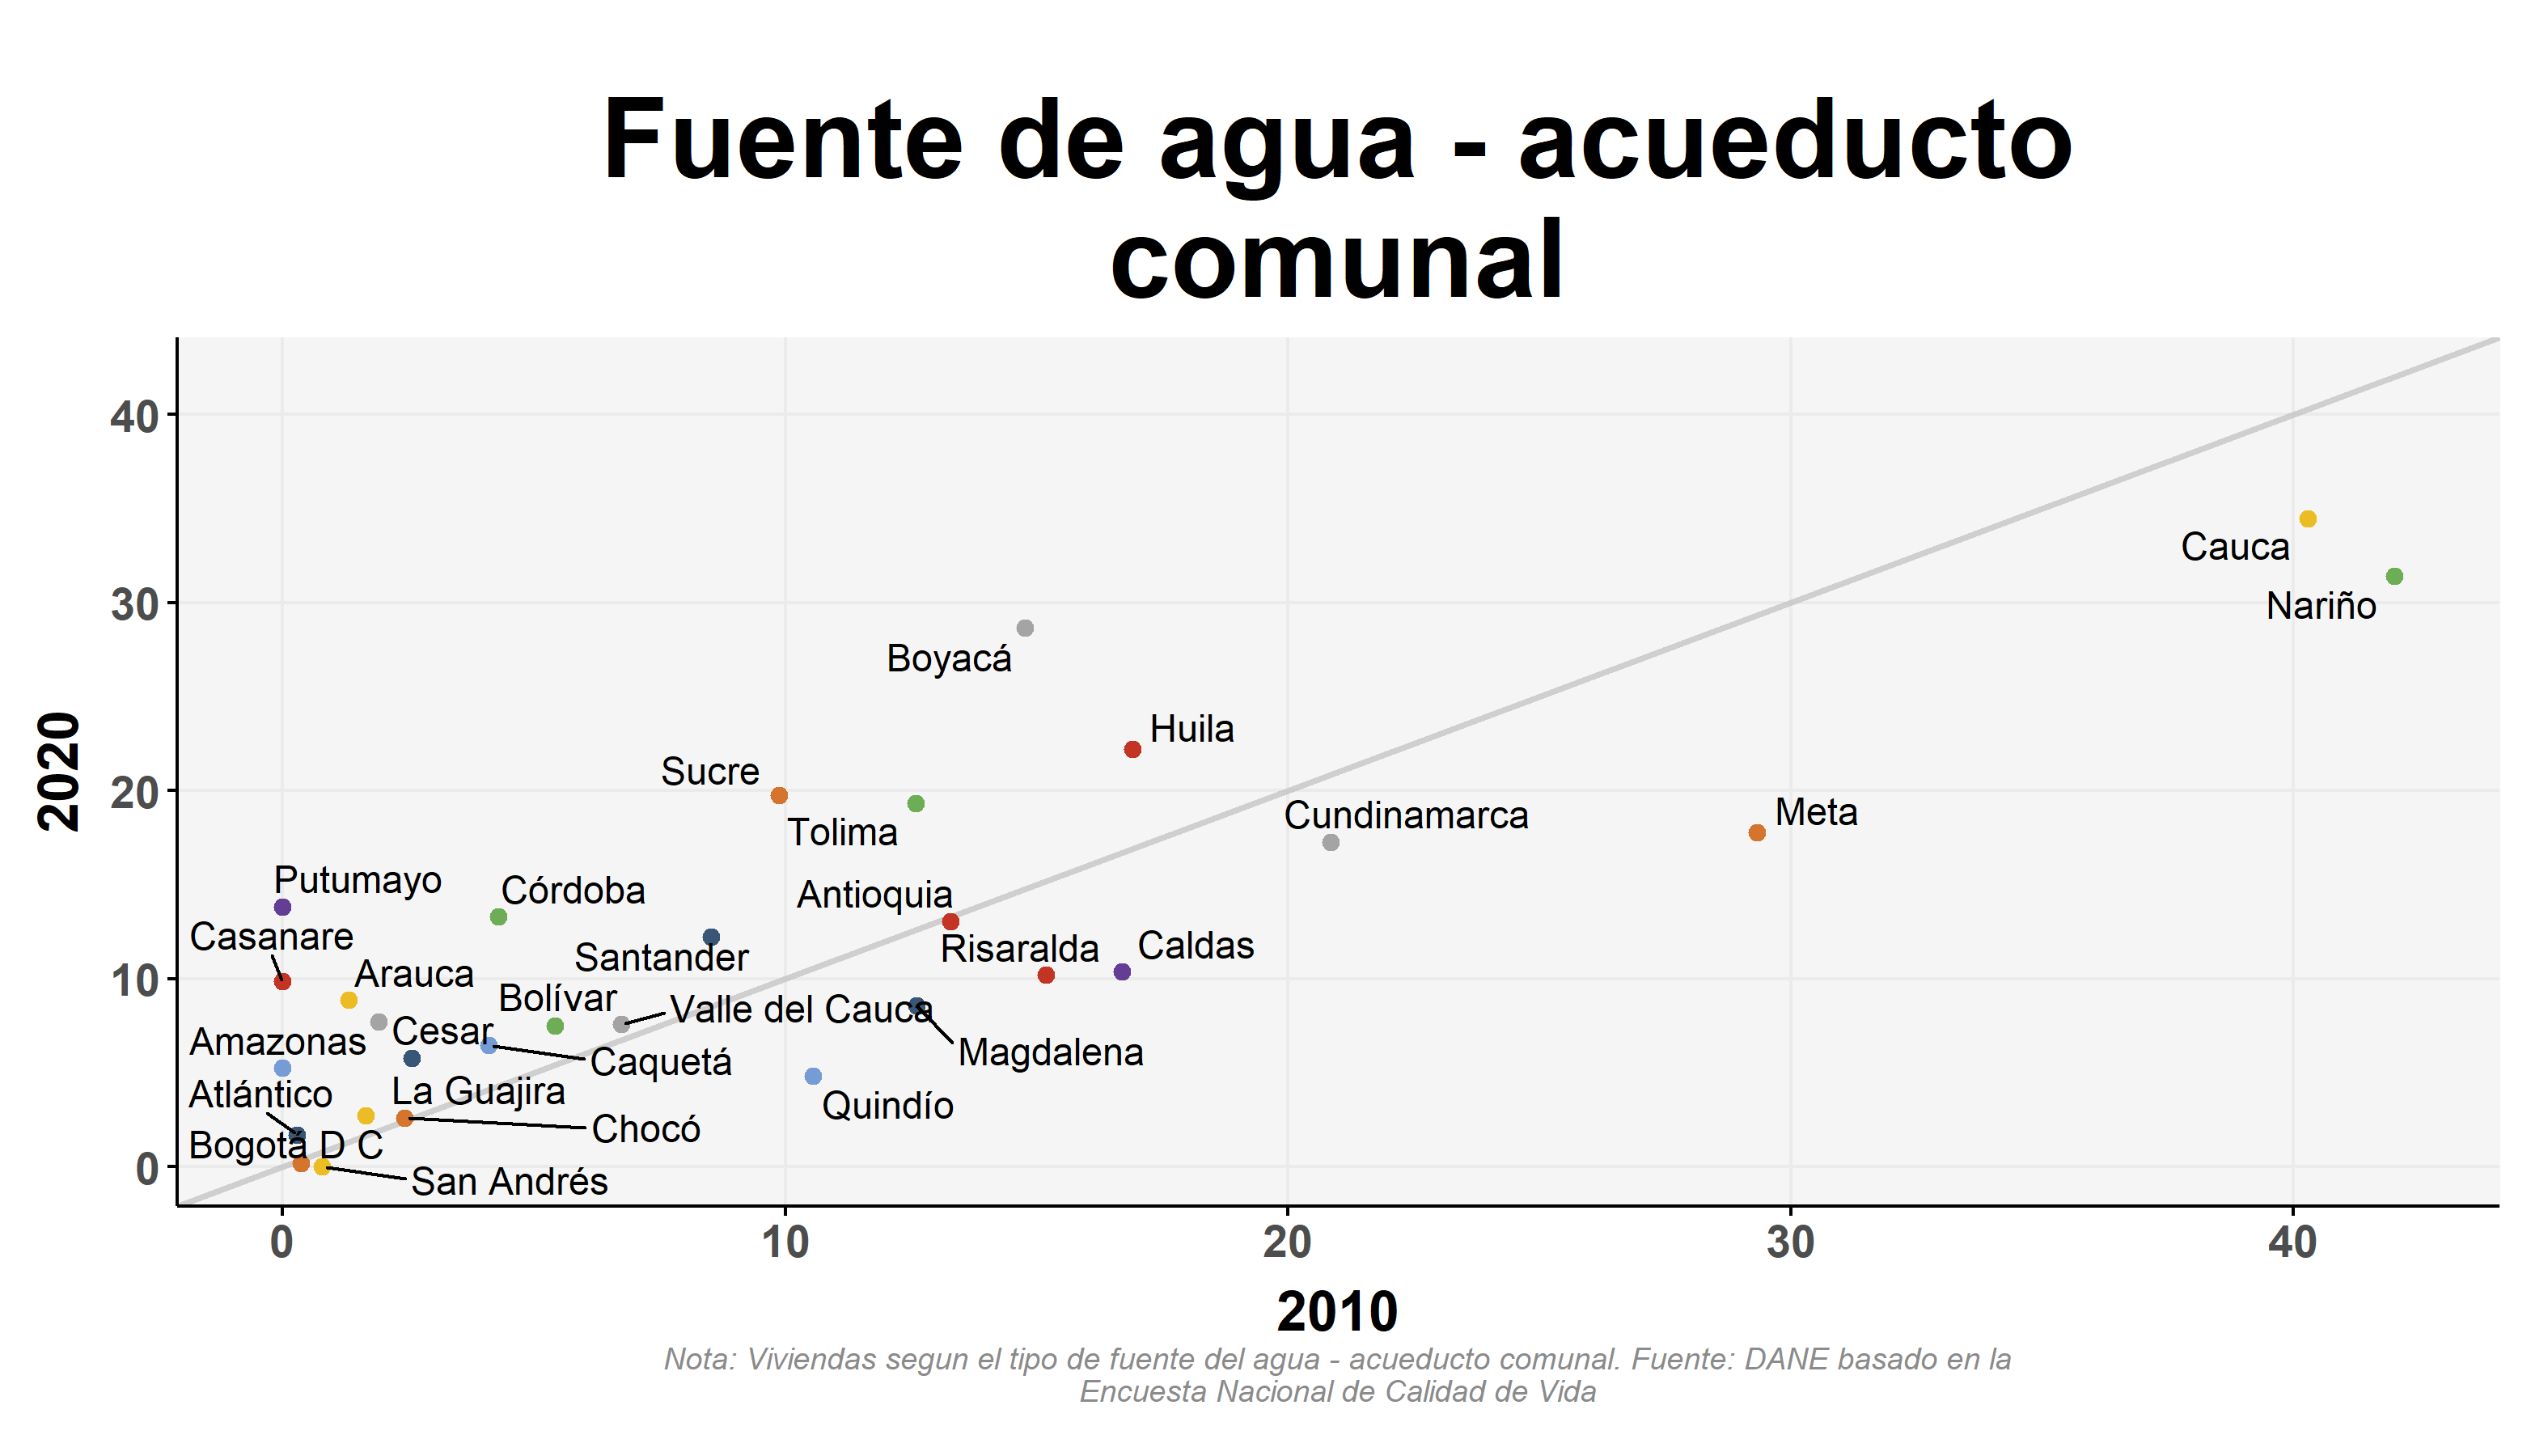 Fuente de agua - acueducto
comunal
2020
40
30
20
10
0
Cauca
Nariño
Boyacá
Huila
Sucre
Tolima
Cundinamarca
Meta
Putumayo
Córdoba
Antioquia
Casanare
Santander
Risaralda
Caldas
Arauca
Bolívar
Valle del Cauca
Amazonas
Cesar
Caquetá
Magdalena
Atlántico
La Guajira
Quindío
Chocó
Bogotá D C
San Andrés
0
10
20
30
40
2010
Nota: Viviendas segun el tipo de fuente del agua - acueducto comunal. Fuente: DANE basado en la
Encuesta Nacional de Calidad de Vida